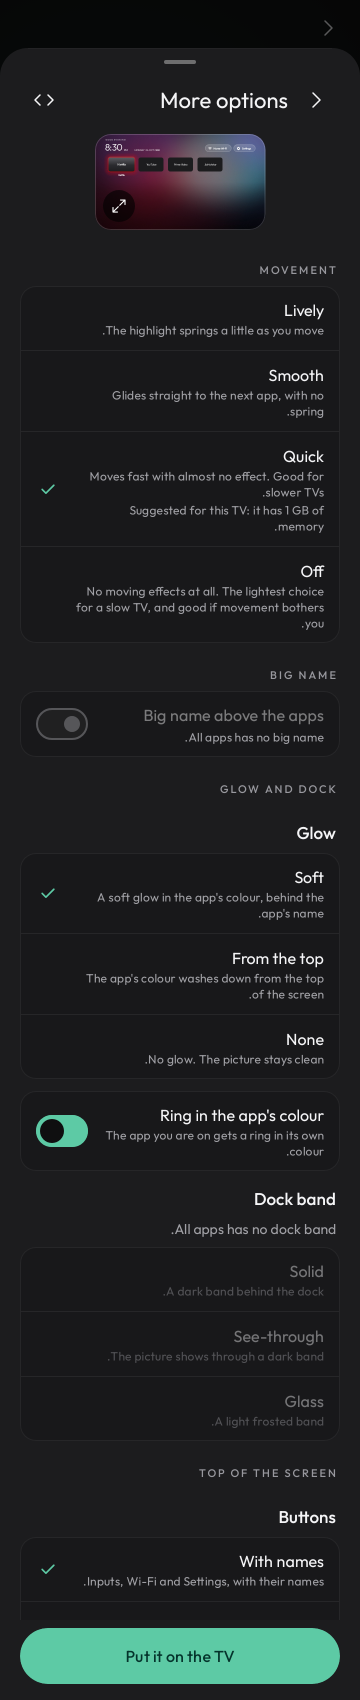 More options
8:30
MOVEMENT
Lively
The highlight springs a little as you move.
Smooth
Glides straight to the next app, with no
spring.
Quick
Moves fast with almost no effect. Good for
slower TVs.
Suggested for this TV: it has 1 GB of
memory.
Off
No moving effects at all. The lightest choice
for a slow TV, and good if movement bothers
you.
BIG NAME
Big name above the apps
All apps has no big name.
GLOW AND DOCK
Glow
Soft
A soft glow in the app's colour, behind the
app's name.
From the top
The app's colour washes down from the top
of the screen.
None
No glow. The picture stays clean.
Ring in the app's colour
The app you are on gets a ring in its own
colour.
Dock band
All apps has no dock band.
Solid
A dark band behind the dock.
See-through
The picture shows through a dark band.
Glass
A light frosted band.
TOP OF THE SCREEN
Buttons
With names
Inputs, Wi-Fi and Settings, with their names.
Put it on the TV